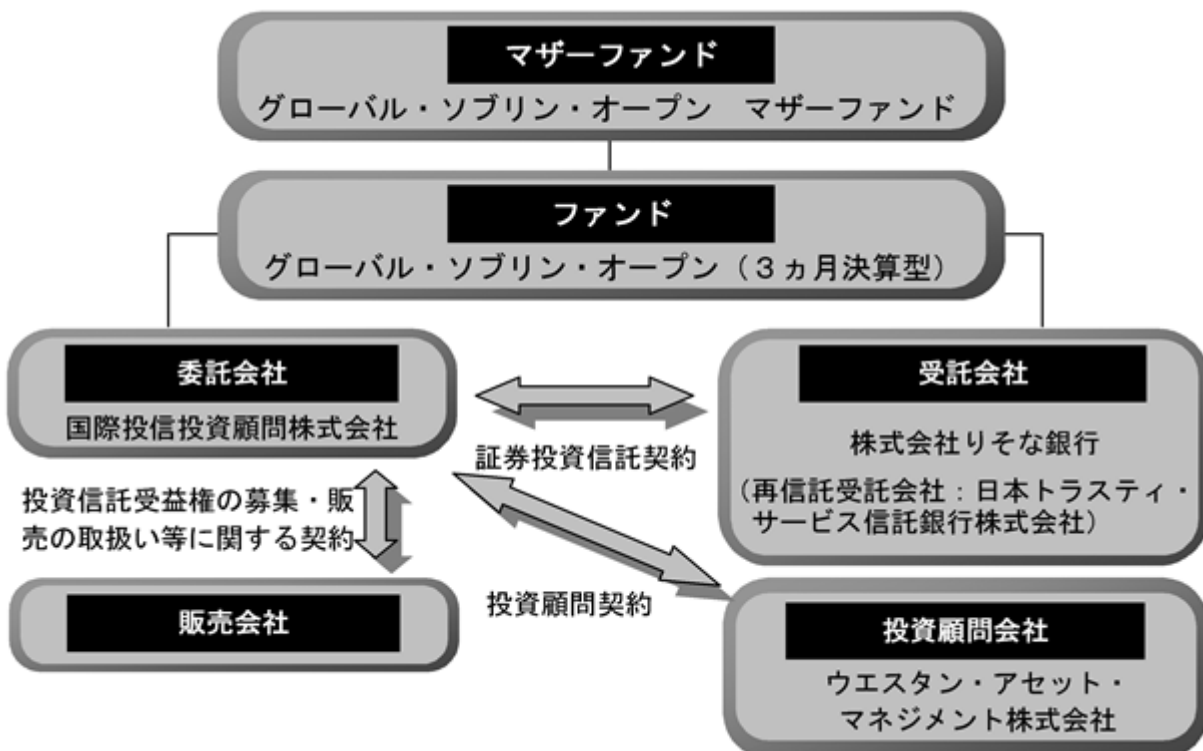 マザーファンド
グローバル・ソブリン・オープン　マザーファンド
ファンド
グローバル・ソブリン・オープン（３ヵ月決算型）
委託会社
国際投信投資顧問株式会社
受託会社
株式会社りそな銀行
（再信託受託会社：日本トラスティ・
サービス信託銀行株式会社）
証券投資信託契約
投資信託受益権の募集・販
売の取扱い等に関する契約
投資顧問契約
販売会社
投資顧問会社
ウエスタン・アセット・
マネジメント株式会社